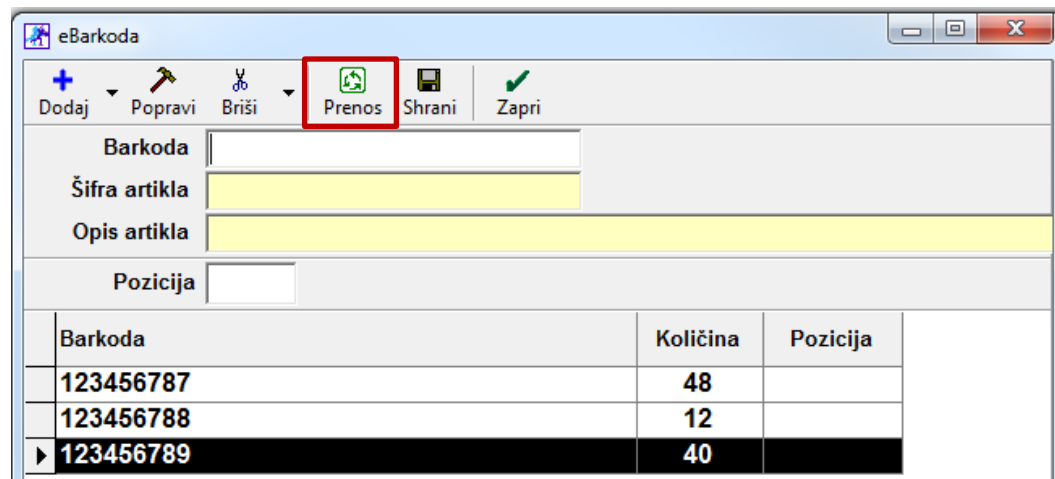 eBarkoda
Dodaj Popravi Briši Prenos Shrani Zapri
Barkoda
Šifra artikla
Opis artikla
Pozicija
Barkoda Količina Pozicija
123456787 48
123456788 12
123456789 40